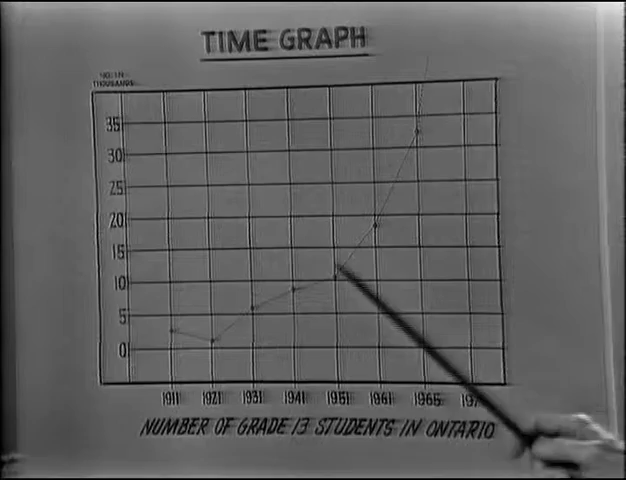 TIME GRAPH
NO. IN
THOUSANDS
35
30
25
20
15
10
5
0
1911 1921 1931 1941 1951 1961 1965 197
NUMBER OF GRADE 13 STUDENTS IN ONTARIO